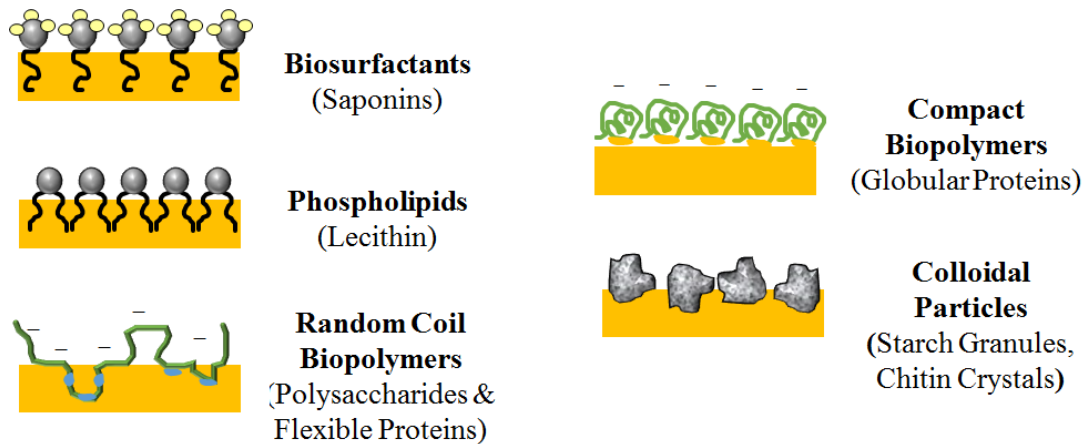 Biosurfactants
(Saponins)
Phospholipids
(Lecithin)
Random Coil
Biopolymers
(Polysaccharides &
Flexible Proteins)
Compact
Biopolymers
(Globular Proteins)
Colloidal
Particles
(Starch Granules,
Chitin Crystals)